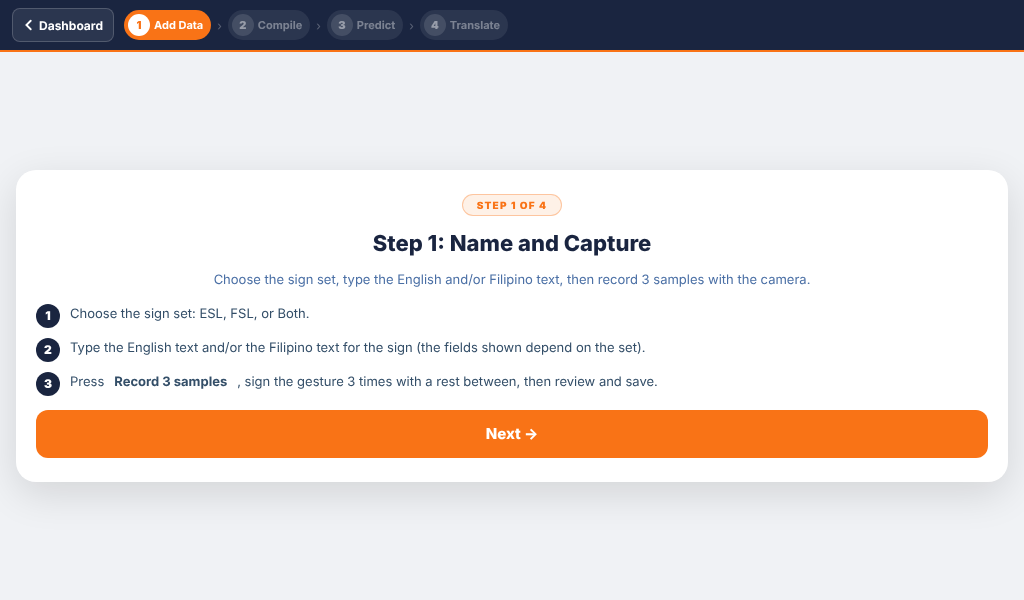 Dashboard
1 Add Data › 2 Compile › 3 Predict › 4 Translate
STEP 1 OF 4
Step 1: Name and Capture
Choose the sign set, type the English and/or Filipino text, then record 3 samples with the camera.
1 Choose the sign set: ESL, FSL, or Both.
2 Type the English text and/or the Filipino text for the sign (the fields shown depend on the set).
3 Press Record 3 samples , sign the gesture 3 times with a rest between, then review and save.
Next →